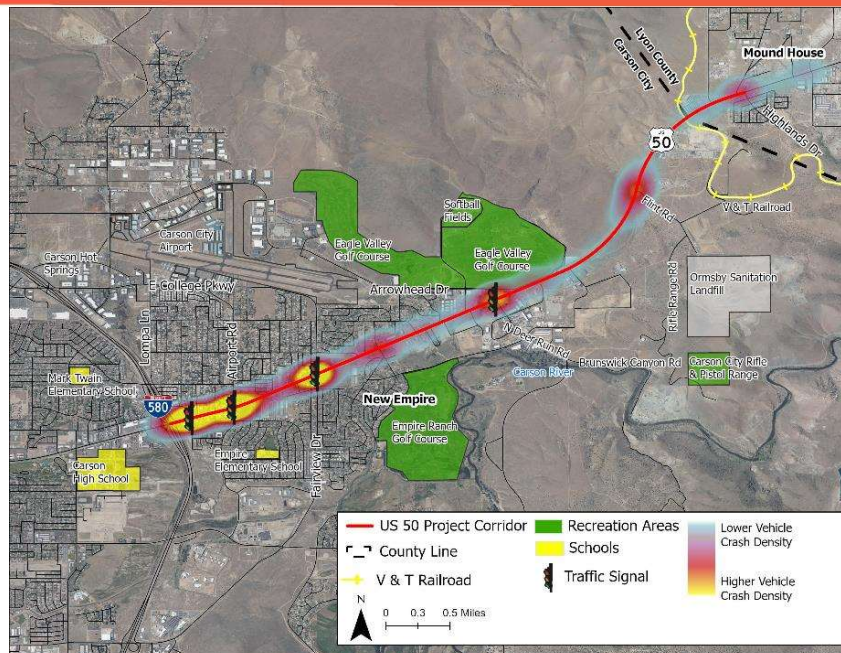 Mound House
Lyon County
Carson City
US
50
Highlands Dr
V & T Railroad
Flint Rd
Softball
Fields
Eagle Valley
Golf Course
Eagle Valley
Golf Course
Carson City
Airport
Carson Hot
Springs
E College Pkwy
Arrowhead Dr
Ormsby Sanitation
Landfill
Rifle Range Rd
Lompa Ln
Airport Rd
N Deer Run Rd
Brunswick Canyon Rd
Carson River
Carson City Rifle
& Pistol Range
Mark Twain
Elementary School
580
New Empire
Empire Ranch
Golf Course
Fairview Dr
Empire
Elementary School
Carson
High School
US 50 Project Corridor
County Line
V & T Railroad
Recreation Areas
Schools
Traffic Signal
Lower Vehicle
Crash Density
Higher Vehicle
Crash Density
N
0 0.3 0.5 Miles